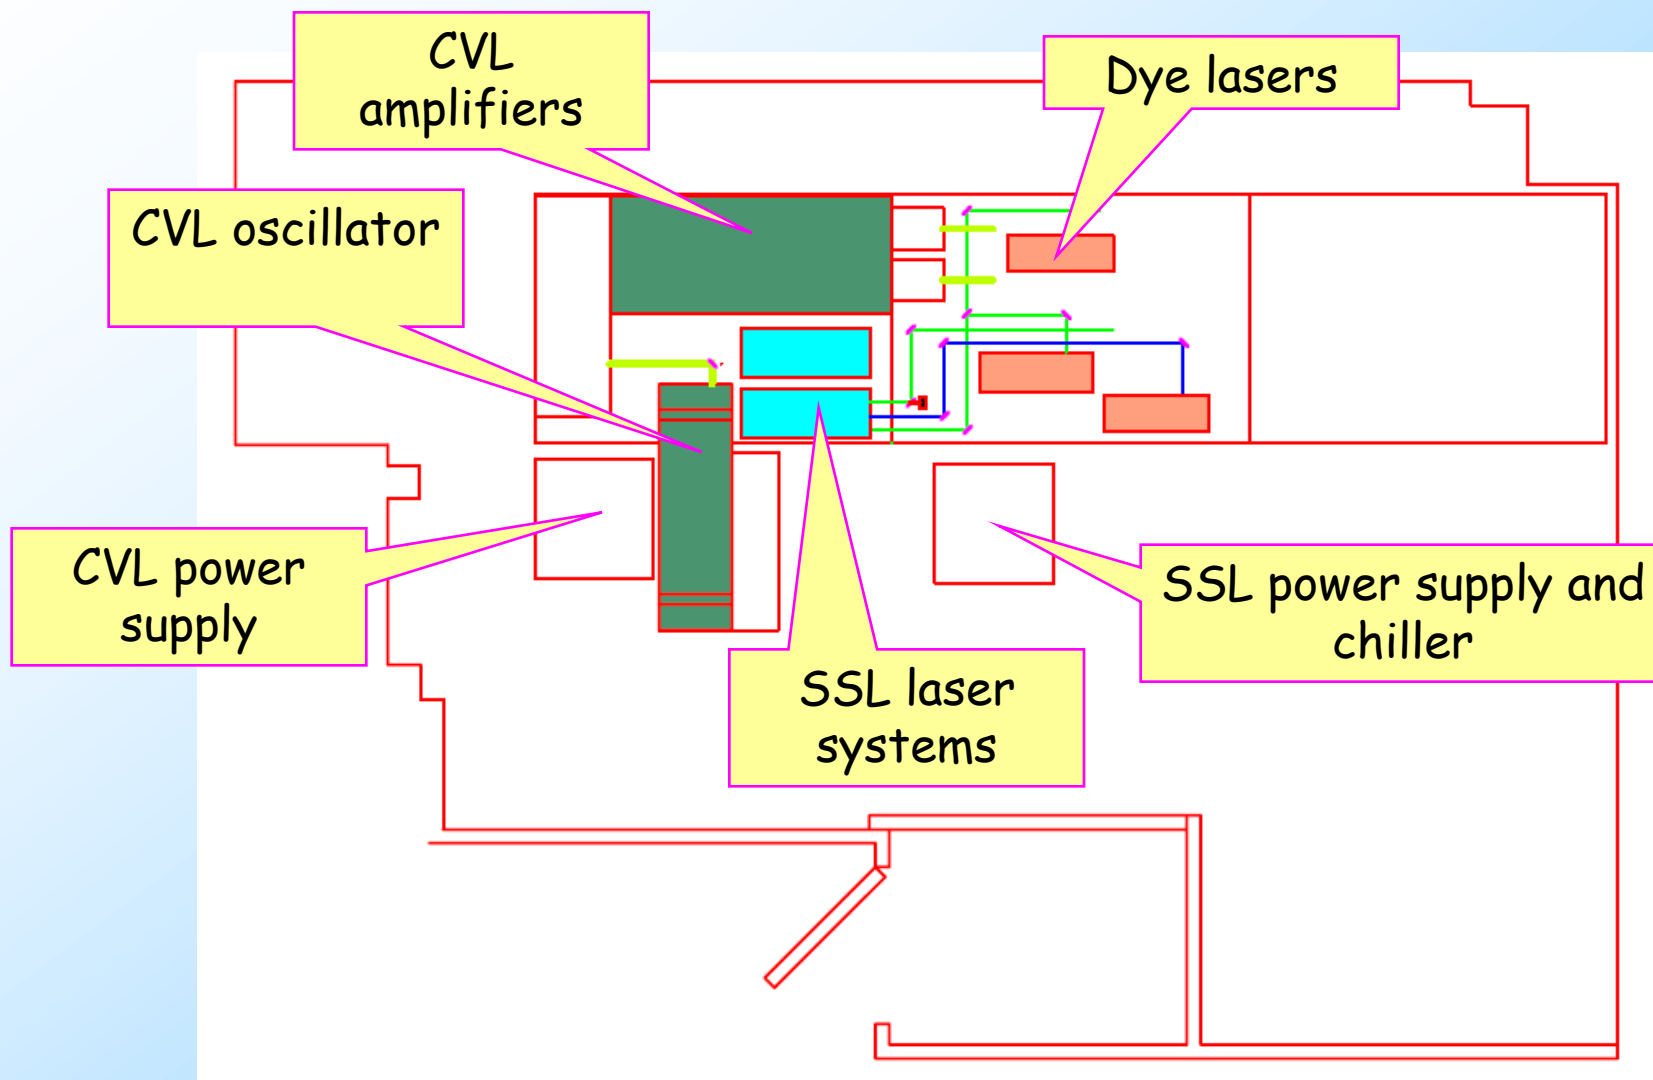 CVL
amplifiers
Dye lasers
CVL oscillator
CVL power
supply
SSL power supply and
chiller
SSL laser
systems